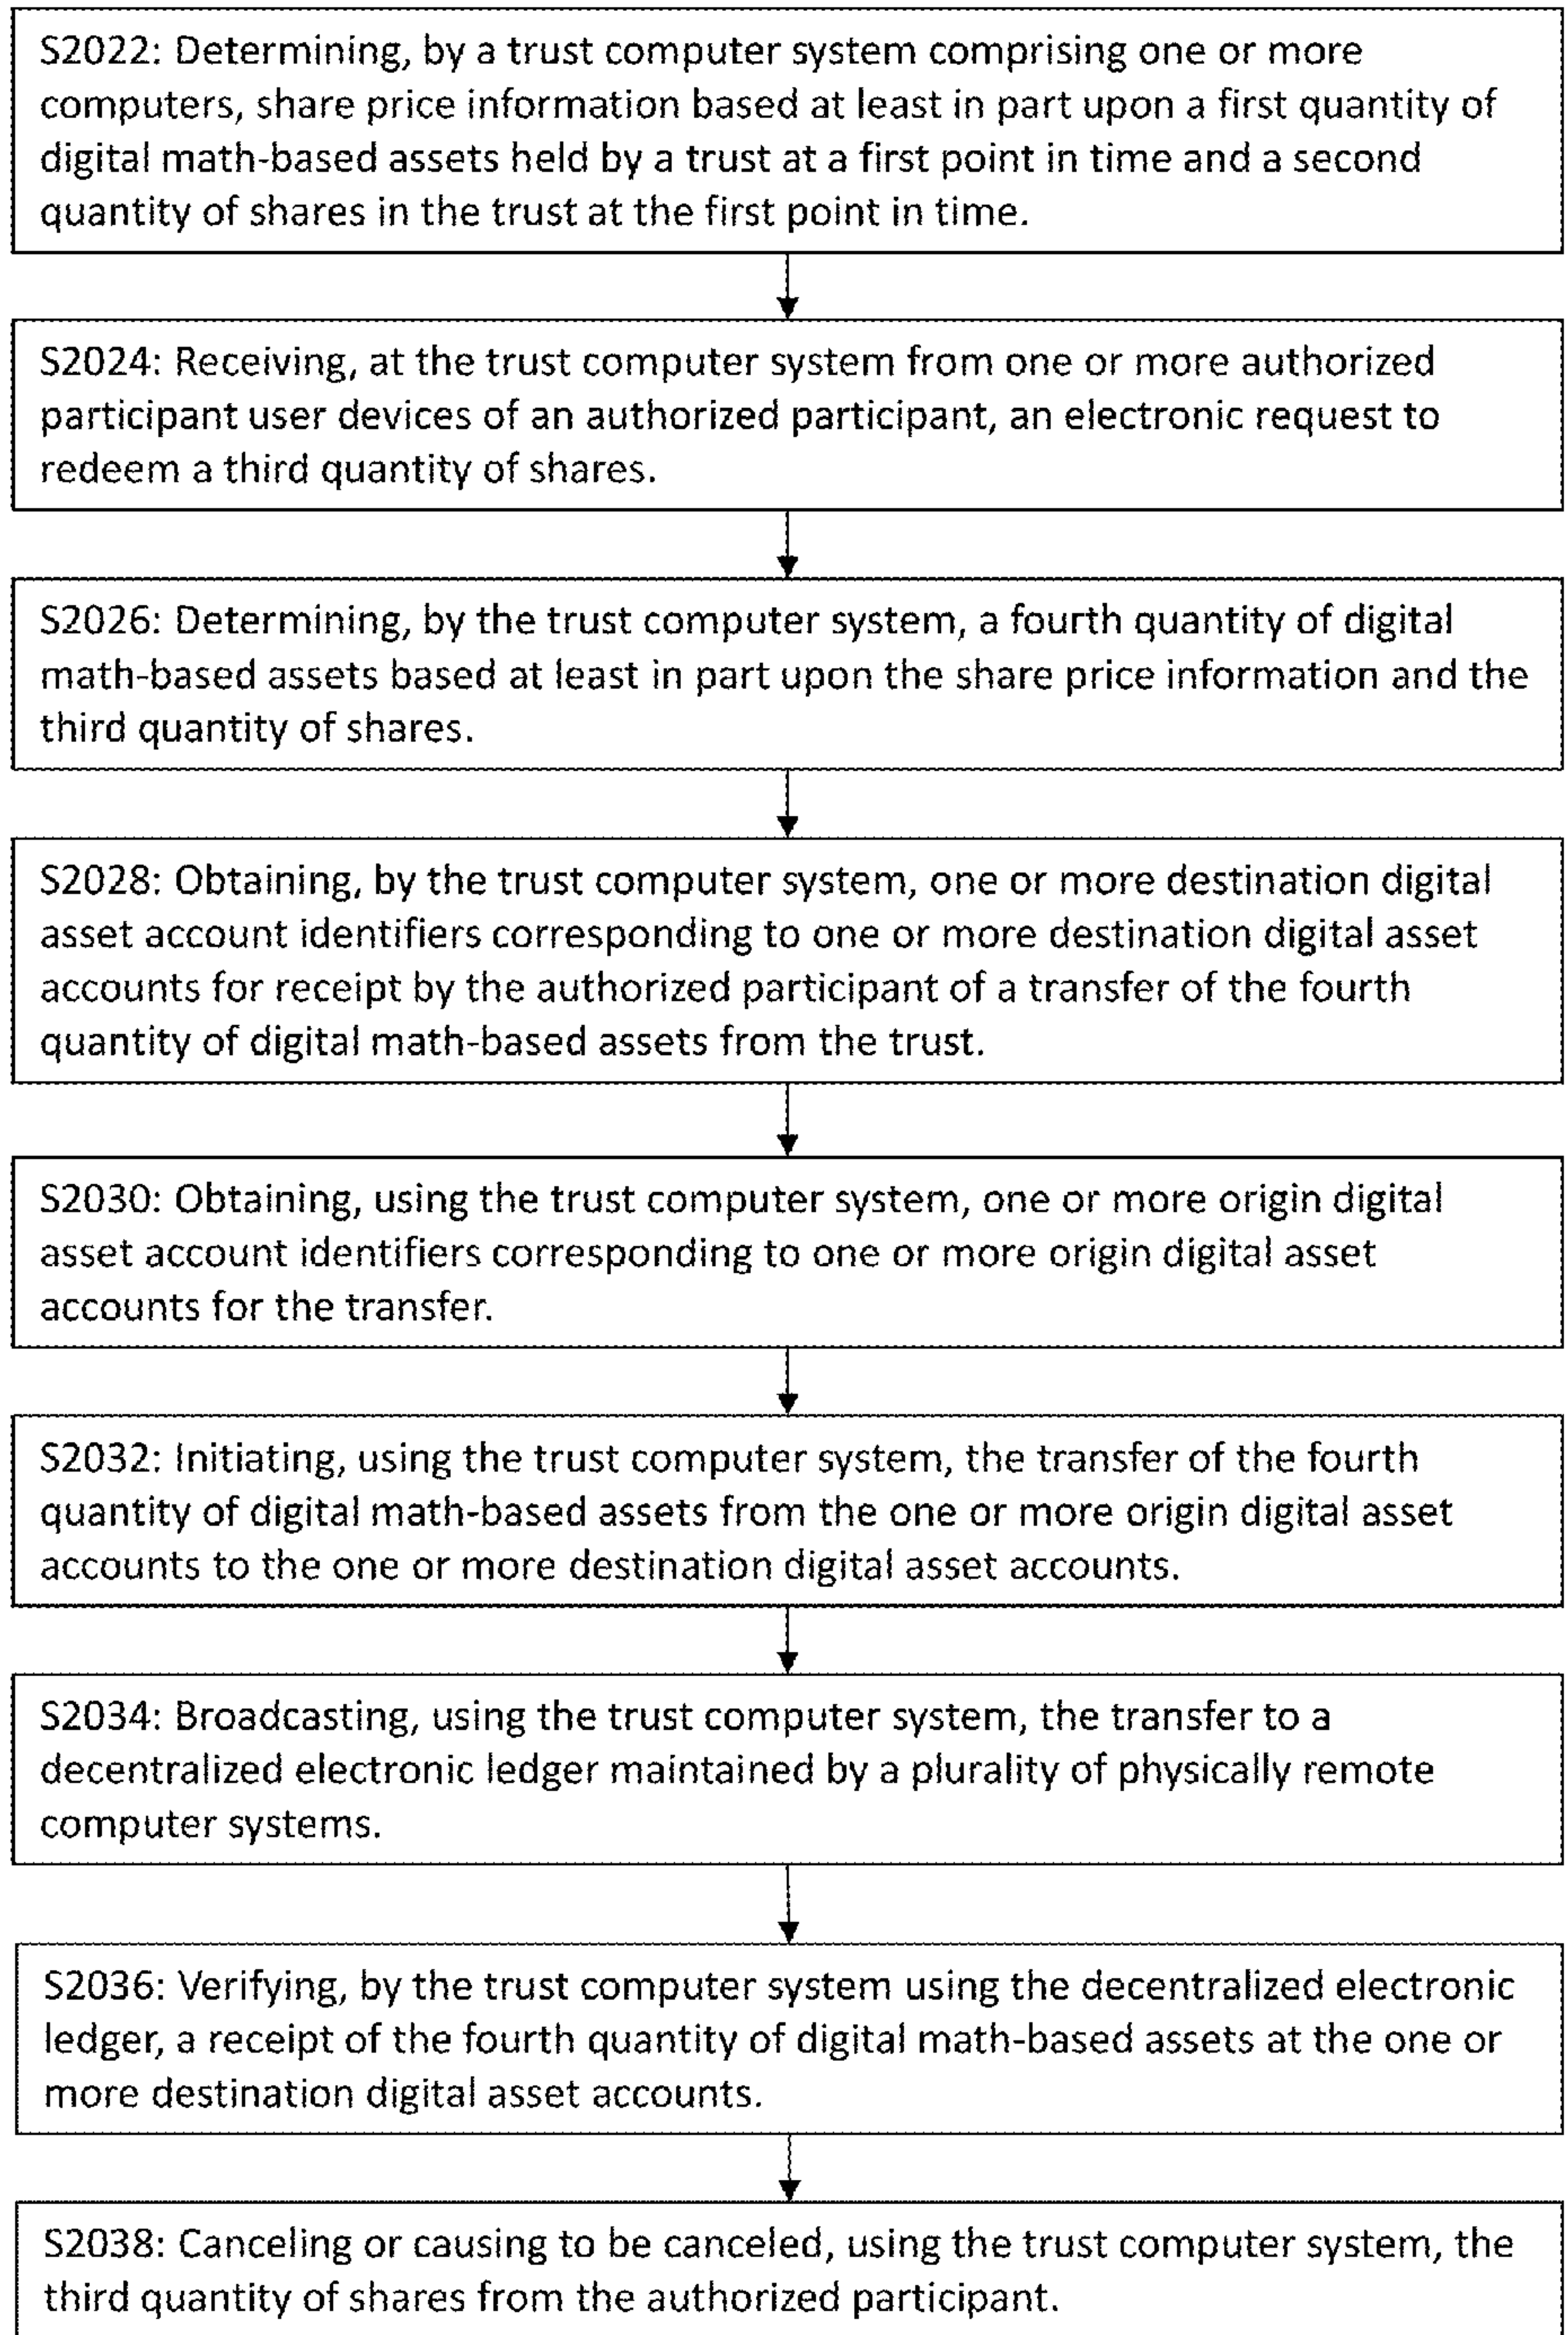 S2022: Determining, by a trust computer system comprising one or more
computers, share price information based at least in part upon a first quantity of
digital math-based assets held by a trust at a first point in time and a second
quantity of shares in the trust at the first point in time.
S2024: Receiving, at the trust computer system from one or more authorized
participant user devices of an authorized participant, an electronic request to
redeem a third quantity of shares.
S2026: Determining, by the trust computer system, a fourth quantity of digital
math-based assets based at least in part upon the share price information and the
third quantity of shares.
S2028: Obtaining, by the trust computer system, one or more destination digital
asset account identifiers corresponding to one or more destination digital asset
accounts for receipt by the authorized participant of a transfer of the fourth
quantity of digital math-based assets from the trust.
S2030: Obtaining, using the trust computer system, one or more origin digital
asset account identifiers corresponding to one or more origin digital asset
accounts for the transfer.
S2032: Initiating, using the trust computer system, the transfer of the fourth
quantity of digital math-based assets from the one or more origin digital asset
accounts to the one or more destination digital asset accounts.
S2034: Broadcasting, using the trust computer system, the transfer to a
decentralized electronic ledger maintained by a plurality of physically remote
computer systems.
S2036: Verifying, by the trust computer system using the decentralized electronic
ledger, a receipt of the fourth quantity of digital math-based assets at the one or
more destination digital asset accounts.
S2038: Canceling or causing to be canceled, using the trust computer system, the
third quantity of shares from the authorized participant.